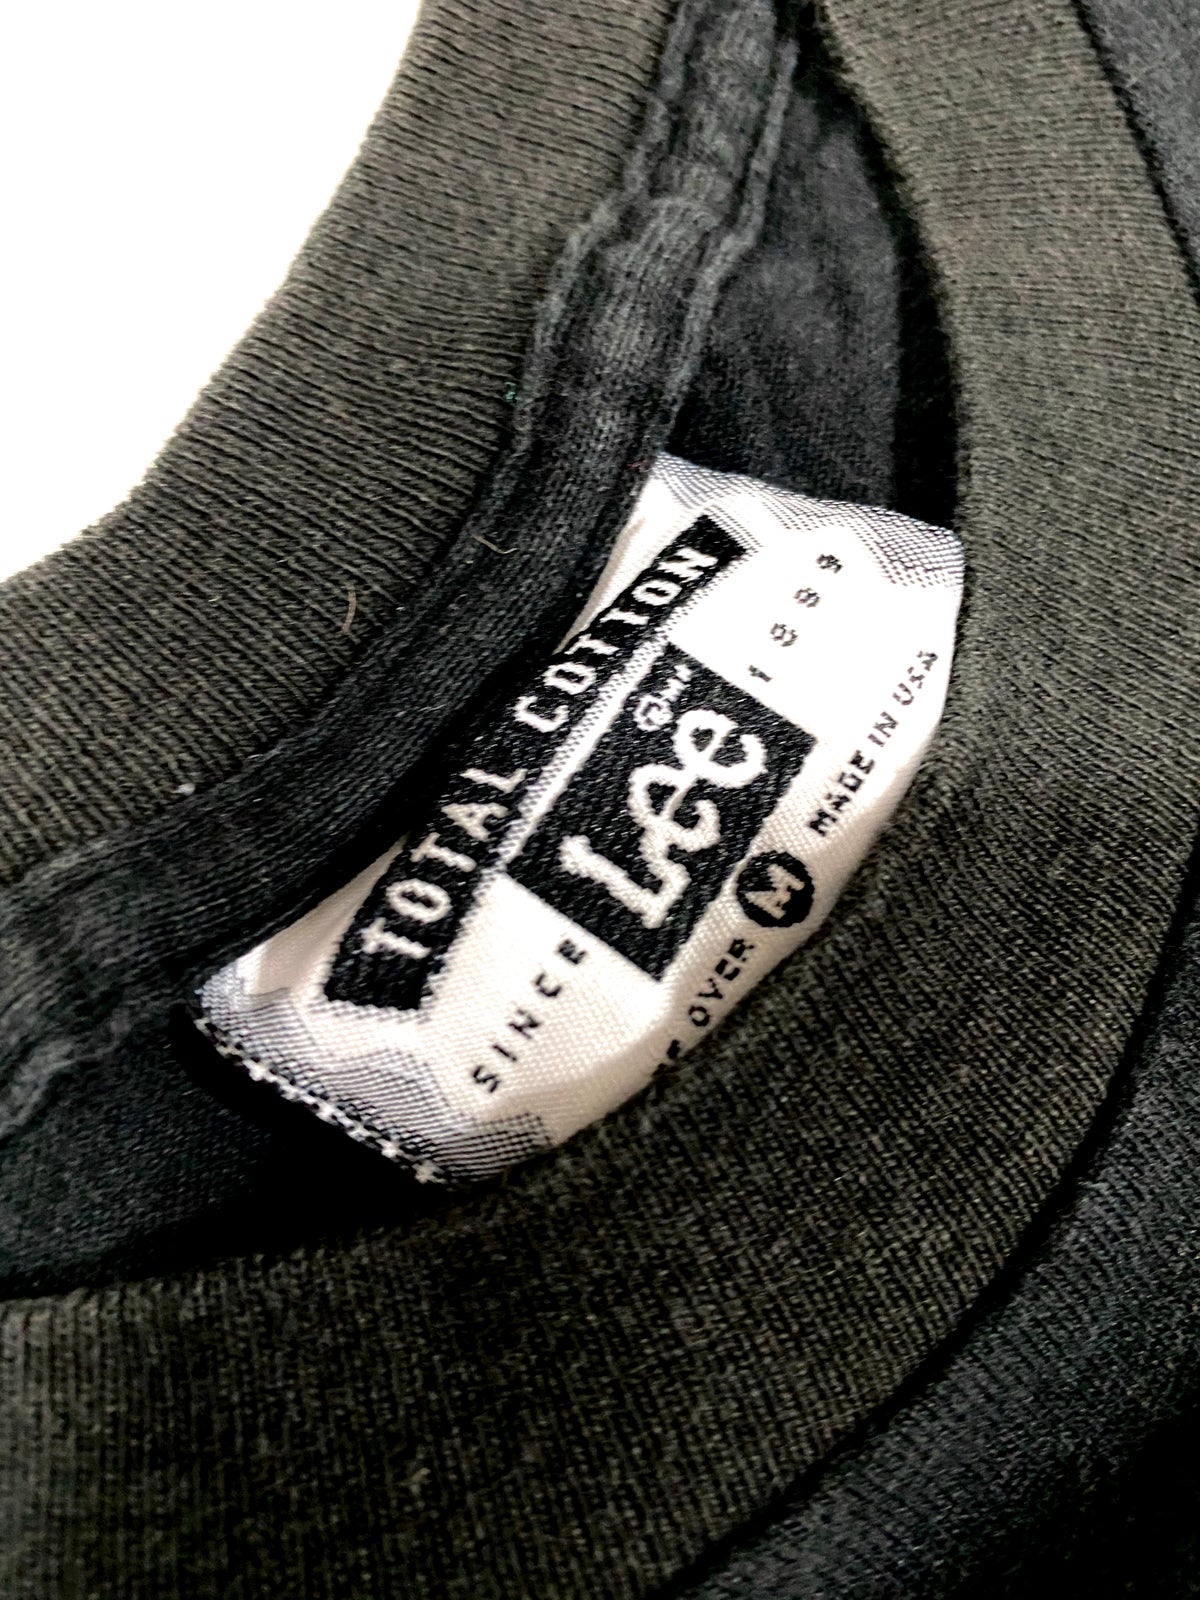 TOTAL COTTON
Lee
SINCE 1889
OVER M MADE IN USA